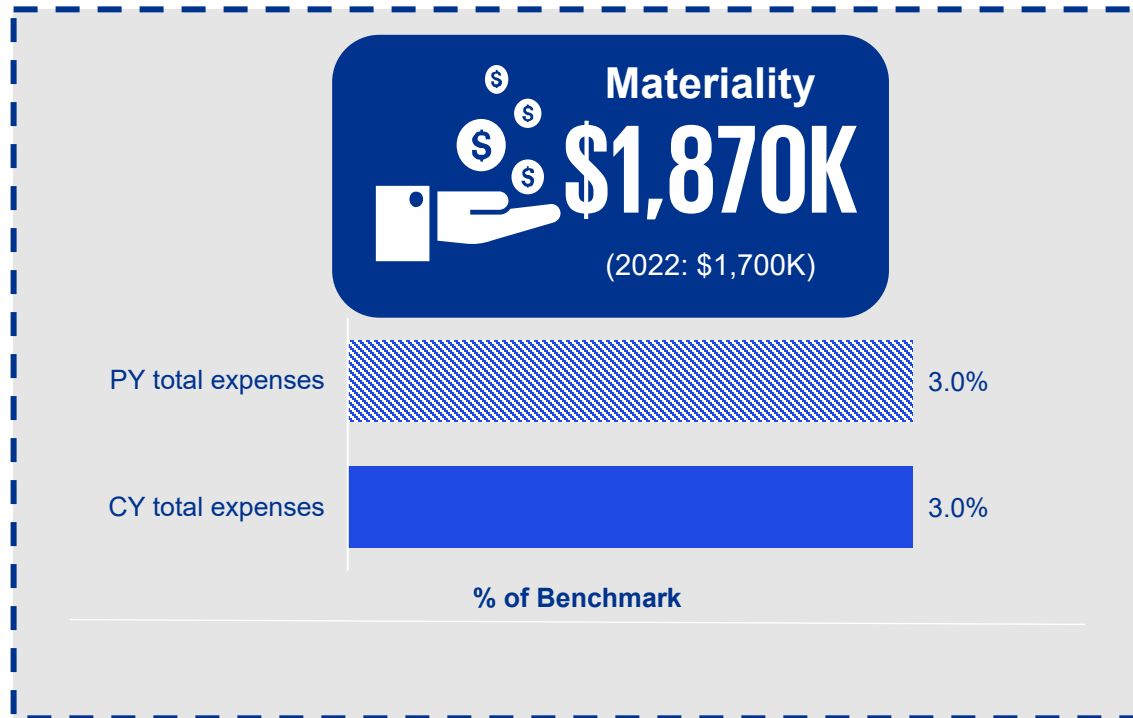 $
$
$
$
Materiality
$1,870K
(2022: $1,700K)
PY total expenses
3.0%
CY total expenses
3.0%
% of Benchmark